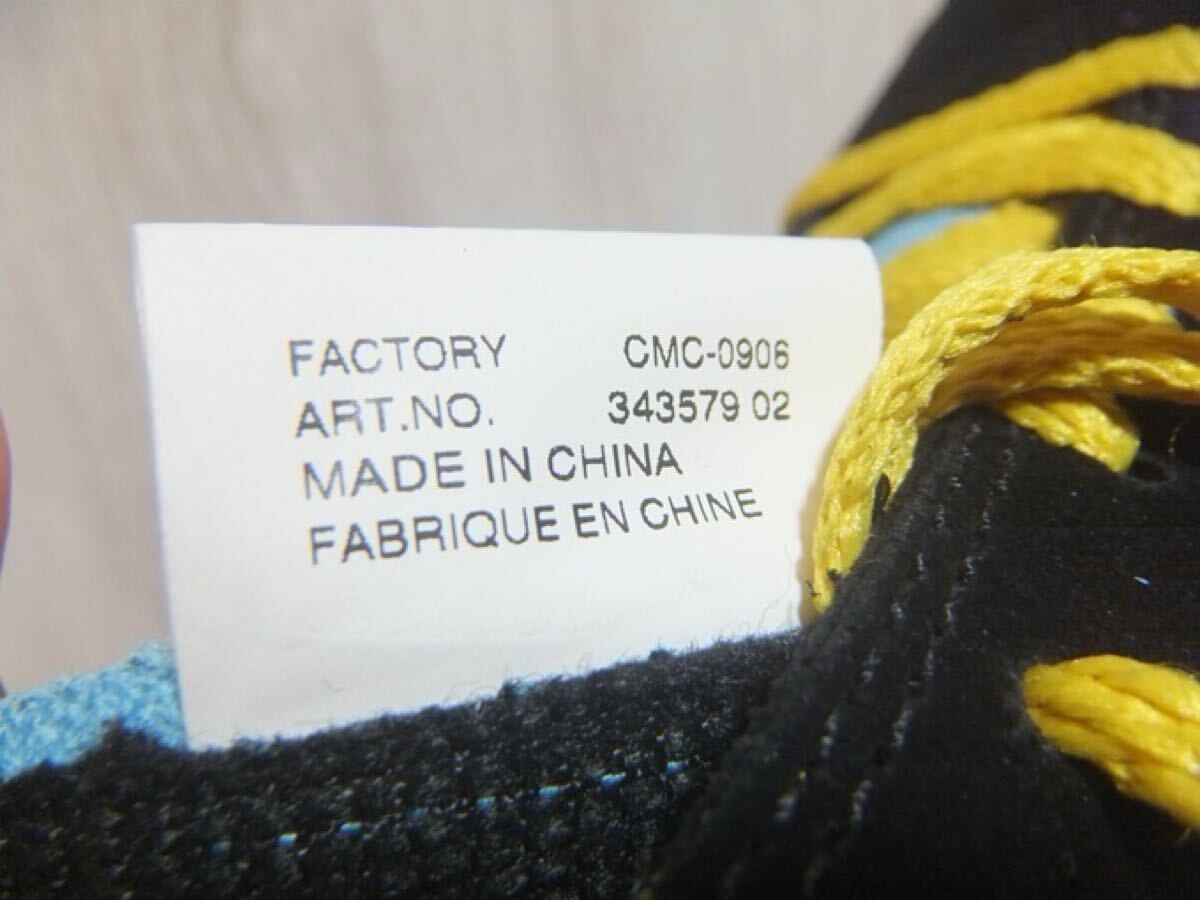 FACTORY CMC-0906
ART.NO. 343579 02
MADE IN CHINA
FABRIQUE EN CHINE